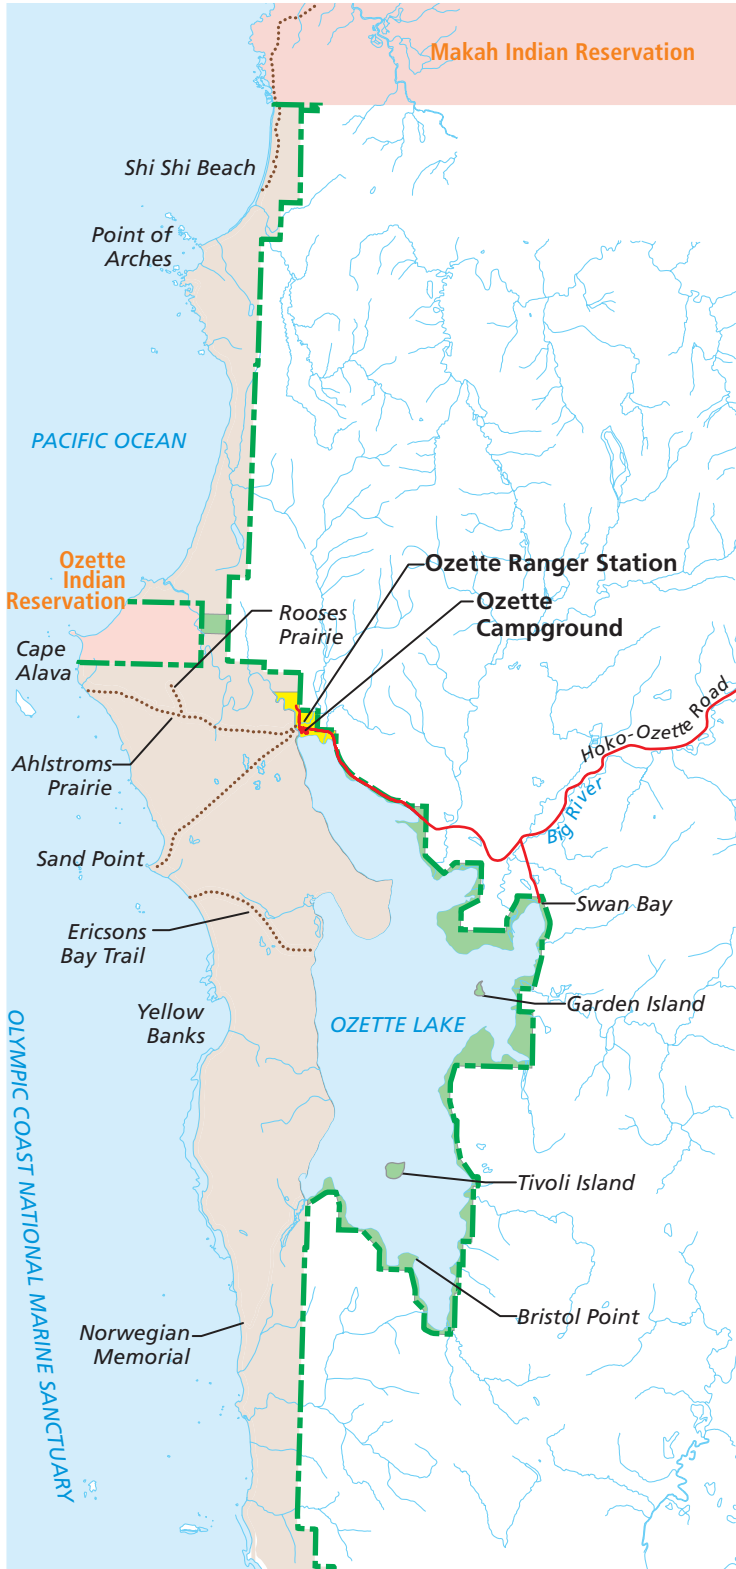 Makah Indian Reservation
Shi Shi Beach
Point of
Arches
PACIFIC OCEAN
Ozette
Indian
Reservation
Ozette Ranger Station
Ozette
Campground
Rooses
Prairie
Cape
Alava
Hoko-Ozette Road
Big River
Ahlstroms
Prairie
Sand Point
Swan Bay
Ericsons
Bay Trail
Garden Island
Yellow
Banks
OZETTE LAKE
OLYMPIC COAST NATIONAL MARINE SANCTUARY
Tivoli Island
Bristol Point
Norwegian
Memorial